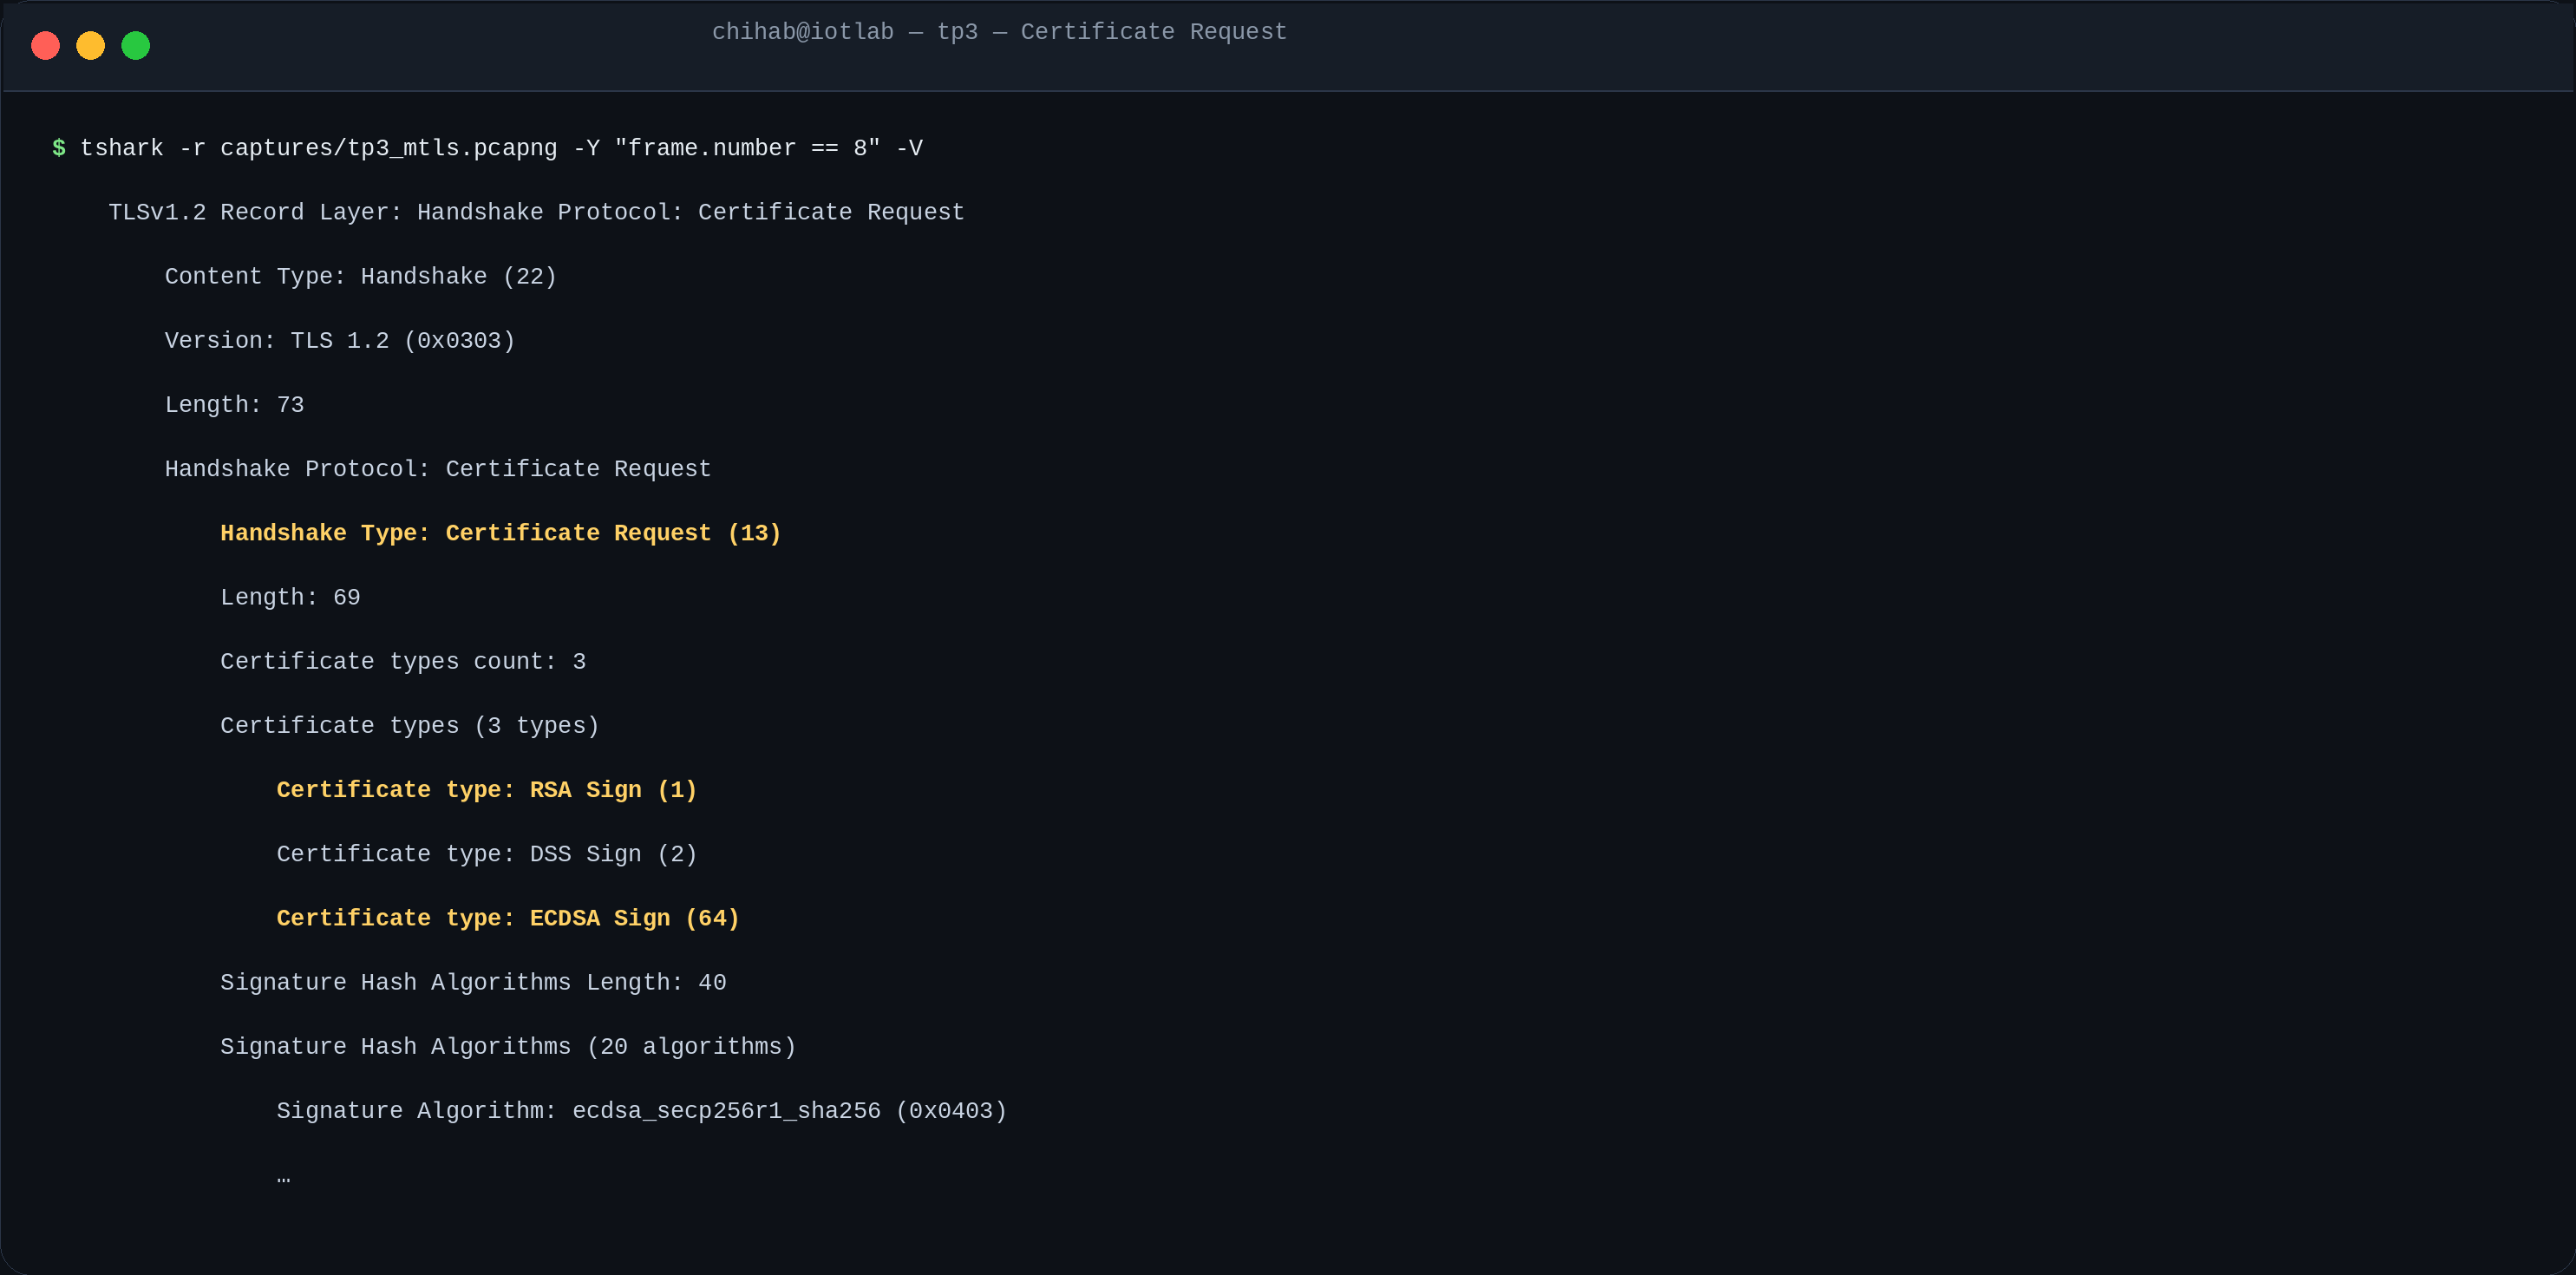 chihab@iotlab — tp3 — Certificate Request
$ tshark -r captures/tp3_mtls.pcapng -Y "frame.number == 8" -V
TLSv1.2 Record Layer: Handshake Protocol: Certificate Request
Content Type: Handshake (22)
Version: TLS 1.2 (0x0303)
Length: 73
Handshake Protocol: Certificate Request
Handshake Type: Certificate Request (13)
Length: 69
Certificate types count: 3
Certificate types (3 types)
Certificate type: RSA Sign (1)
Certificate type: DSS Sign (2)
Certificate type: ECDSA Sign (64)
Signature Hash Algorithms Length: 40
Signature Hash Algorithms (20 algorithms)
Signature Algorithm: ecdsa_secp256r1_sha256 (0x0403)
…